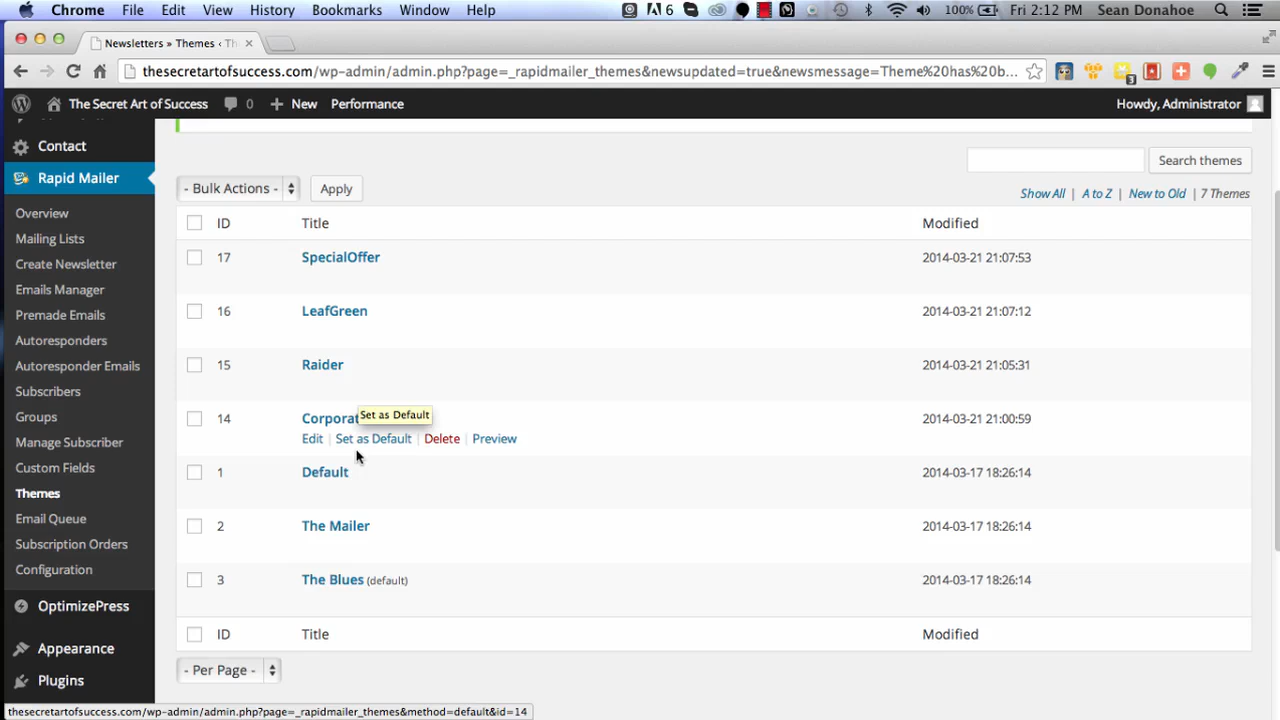 Chrome File Edit View History Bookmarks Window Help 6 100% Fri 2:12 PM Sean Donahoe
Newsletters » Themes ‹ Th
thesecretartofsuccess.com/wp-admin/admin.php?page=_rapidmailer_themes&newsupdated=true&newsmessage=Theme%20has%20b... 3
The Secret Art of Success 0 + New Performance Howdy, Administrator
Contact
Search themes
Rapid Mailer
- Bulk Actions - Apply
Show All | A to Z | New to Old | 7 Themes
Overview
Mailing Lists
Create Newsletter
Emails Manager
Premade Emails
Autoresponders
Autoresponder Emails
Subscribers
Groups
Manage Subscriber
Custom Fields
Themes
Email Queue
Subscription Orders
Configuration
OptimizePress
Appearance
Plugins
ID Title Modified
17 SpecialOffer 2014-03-21 21:07:53
16 LeafGreen 2014-03-21 21:07:12
15 Raider 2014-03-21 21:05:31
14 Corporat 2014-03-21 21:00:59
Set as Default
Edit | Set as Default | Delete | Preview
1 Default 2014-03-17 18:26:14
2 The Mailer 2014-03-17 18:26:14
3 The Blues (default) 2014-03-17 18:26:14
ID Title Modified
- Per Page -
thesecretartofsuccess.com/wp-admin/admin.php?page=_rapidmailer_themes&method=default&id=14